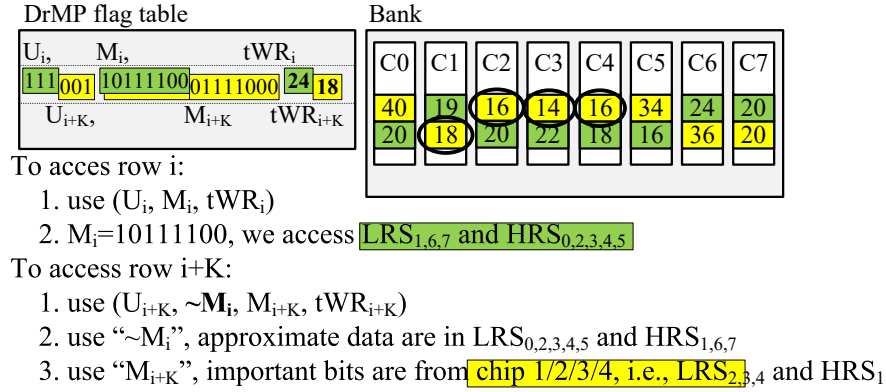 DrMP flag table
Bank
Uᵢ, Mᵢ, tWRᵢ
111 001 10111100 01111000 24 18
Uᵢ₊K, Mᵢ₊K tWRᵢ₊K
C0 C1 C2 C3 C4 C5 C6 C7
40 19 16 14 16 34 24 20
20 18 20 22 18 16 36 20
To acces row i:
1. use (Uᵢ, Mᵢ, tWRᵢ)
2. Mᵢ=10111100, we access LRS₁,₆,₇ and HRS₀,₂,₃,₄,₅
To access row i+K:
1. use (Uᵢ₊K, ~Mᵢ, Mᵢ₊K, tWRᵢ₊K)
2. use “~Mᵢ”, approximate data are in LRS₀,₂,₃,₄,₅ and HRS₁,₆,₇
3. use “Mᵢ₊K”, important bits are from chip 1/2/3/4, i.e., LRS₂,₃,₄ and HRS₁